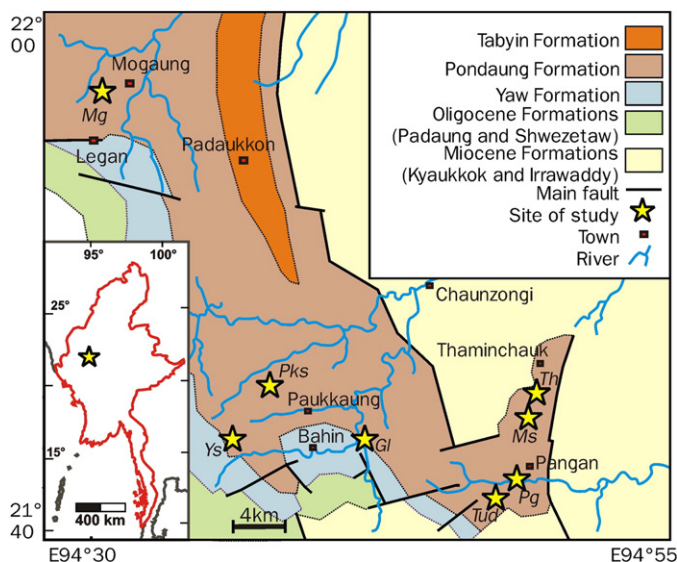 22°
00
Tabyin Formation
Pondaung Formation
Yaw Formation
Oligocene Formations
(Padaung and Shwezetaw)
Miocene Formations
(Kyaukkok and Irrawaddy)
Main fault
Site of study
Town
River
Mogaung
Mg
Legan
Padaukkon
95°
100°
25°
15°
400 km
Chaunzongi
Thaminchauk
Th
Ms
Pks
Paukkaung
Ys
Bahin
Gl
Pangan
Pg
Tud
4km
21°
40
E94°30
E94°55